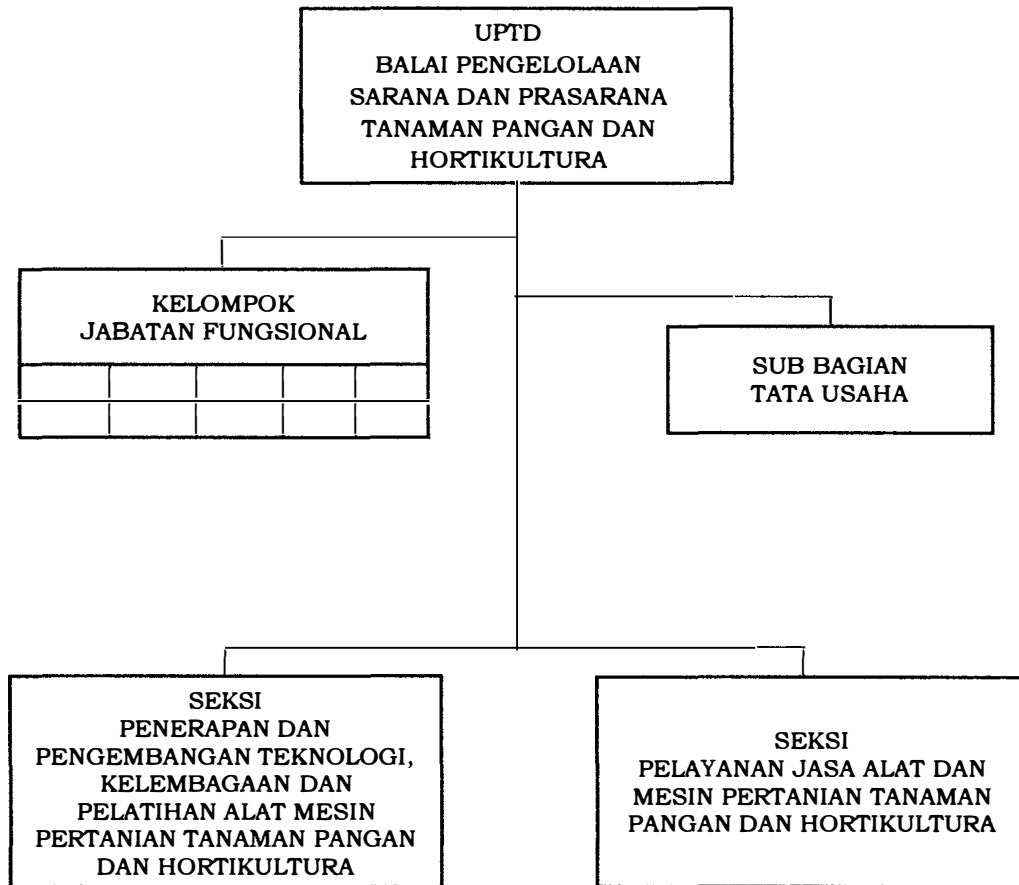 UPTD
BALAI PENGELOLAAN
SARANA DAN PRASARANA
TANAMAN PANGAN DAN
HORTIKULTURA
KELOMPOK
JABATAN FUNGSIONAL
SUB BAGIAN
TATA USAHA
SEKSI
PENERAPAN DAN
PENGEMBANGAN TEKNOLOGI,
KELEMBAGAAN DAN
PELATIHAN ALAT MESIN
PERTANIAN TANAMAN PANGAN
DAN HORTIKULTURA
SEKSI
PELAYANAN JASA ALAT DAN
MESIN PERTANIAN TANAMAN
PANGAN DAN HORTIKULTURA